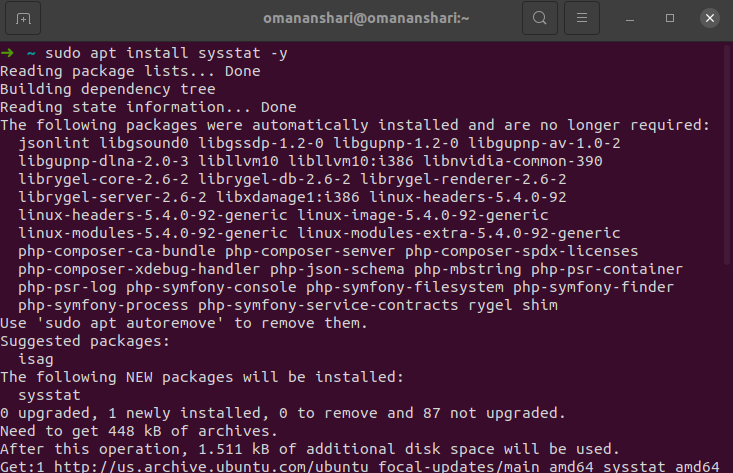 omananshari@omananshari:~
➜ ~ sudo apt install sysstat -y
Reading package lists... Done
Building dependency tree
Reading state information... Done
The following packages were automatically installed and are no longer required:
jsonlint libgsound0 libgssdp-1.2-0 libgupnp-1.2-0 libgupnp-av-1.0-2
libgupnp-dlna-2.0-3 libllvm10 libllvm10:i386 libnvidia-common-390
librygel-core-2.6-2 librygel-db-2.6-2 librygel-renderer-2.6-2
librygel-server-2.6-2 libxdamage1:i386 linux-headers-5.4.0-92
linux-headers-5.4.0-92-generic linux-image-5.4.0-92-generic
linux-modules-5.4.0-92-generic linux-modules-extra-5.4.0-92-generic
php-composer-ca-bundle php-composer-semver php-composer-spdx-licenses
php-composer-xdebug-handler php-json-schema php-mbstring php-psr-container
php-psr-log php-symfony-console php-symfony-filesystem php-symfony-finder
php-symfony-process php-symfony-service-contracts rygel shim
Use 'sudo apt autoremove' to remove them.
Suggested packages:
isag
The following NEW packages will be installed:
sysstat
0 upgraded, 1 newly installed, 0 to remove and 87 not upgraded.
Need to get 448 kB of archives.
After this operation, 1.511 kB of additional disk space will be used.
Get:1 http://us.archive.ubuntu.com/ubuntu focal-updates/main amd64 sysstat amd64